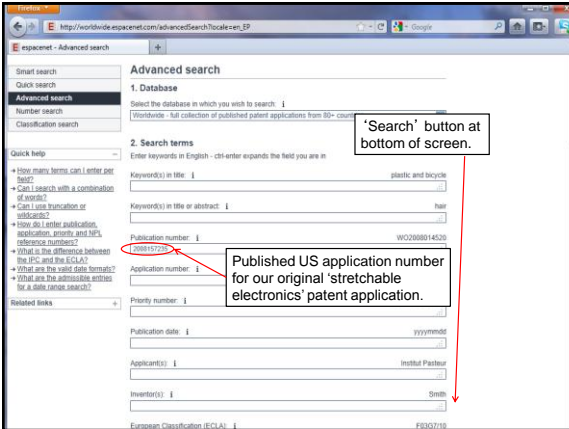 Firefox
http://worldwide.espacenet.com/advancedSearch?locale=en_EP
Google
espacenet - Advanced search
Smart search
Quick search
Advanced search
Number search
Classification search
Quick help
How many terms can I enter per
field?
Can I search with a combination
of words?
Can I use truncation or
wildcards?
How do I enter publication,
application, priority and NPL
reference numbers?
What is the difference between
the IPC and the ECLA?
What are the valid date formats?
What are the admissible entries
for a date range search?
Related links
Advanced search
1. Database
Select the database in which you wish to search: i
Worldwide - full collection of published patent applications from 80+
'Search' button at
bottom of screen.
2. Search terms
Enter keywords in English - ctrl-enter expands the field you are in
Keyword(s) in title: i plastic and bicycle
Keyword(s) in title or abstract: i hair
Publication number: i WO2008014520
2008157235
Published US application number
for our original 'stretchable
electronics' patent application.
Application number: i
Priority number: i
Publication date: i yyyymmdd
Applicant(s): i Institut Pasteur
Inventor(s): i Smith
European Classification (ECLA): i F03G7/10